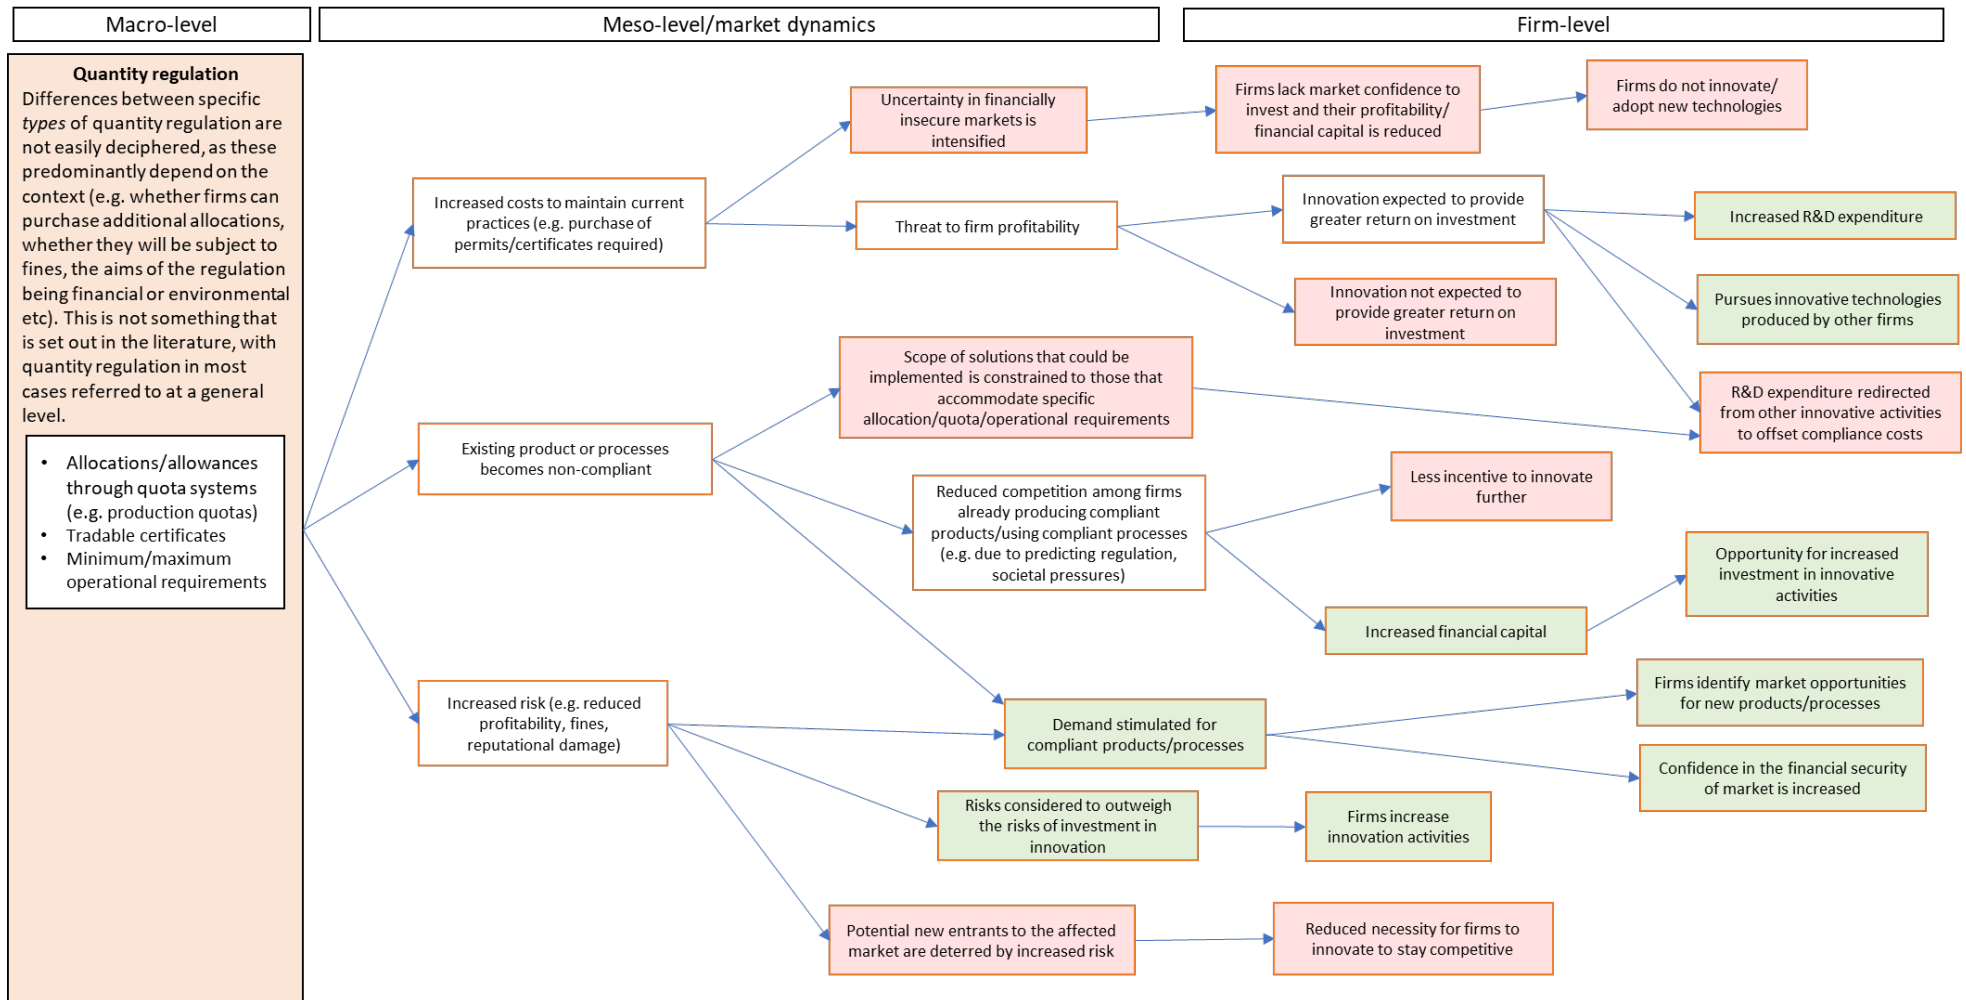 Macro-level
Meso-level/market dynamics
Firm-level
Quantity regulation
Differences between specific
types of quantity regulation are
not easily deciphered, as these
predominantly depend on the
context (e.g. whether firms can
purchase additional allocations,
whether they will be subject to
fines, the aims of the regulation
being financial or environmental
etc). This is not something that
is set out in the literature, with
quantity regulation in most
cases referred to at a general
level.
• Allocations/allowances
through quota systems
(e.g. production quotas)
• Tradable certificates
• Minimum/maximum
operational requirements
Increased costs to maintain current
practices (e.g. purchase of
permits/certificates required)
Existing product or processes
becomes non-compliant
Increased risk (e.g. reduced
profitability, fines,
reputational damage)
Uncertainty in financially
insecure markets is
intensified
Threat to firm profitability
Scope of solutions that could be
implemented is constrained to those that
accommodate specific
allocation/quota/operational requirements
Reduced competition among firms
already producing compliant
products/using compliant processes
(e.g. due to predicting regulation,
societal pressures)
Demand stimulated for
compliant products/processes
Risks considered to outweigh
the risks of investment in
innovation
Potential new entrants to the affected
market are deterred by increased risk
Firms lack market confidence to
invest and their profitability/
financial capital is reduced
Firms do not innovate/
adopt new technologies
Innovation expected to provide
greater return on investment
Innovation not expected to
provide greater return on
investment
Increased R&D expenditure
Pursues innovative technologies
produced by other firms
R&D expenditure redirected
from other innovative activities
to offset compliance costs
Less incentive to innovate
further
Increased financial capital
Opportunity for increased
investment in innovative
activities
Firms identify market opportunities
for new products/processes
Confidence in the financial security
of market is increased
Firms increase
innovation activities
Reduced necessity for firms to
innovate to stay competitive